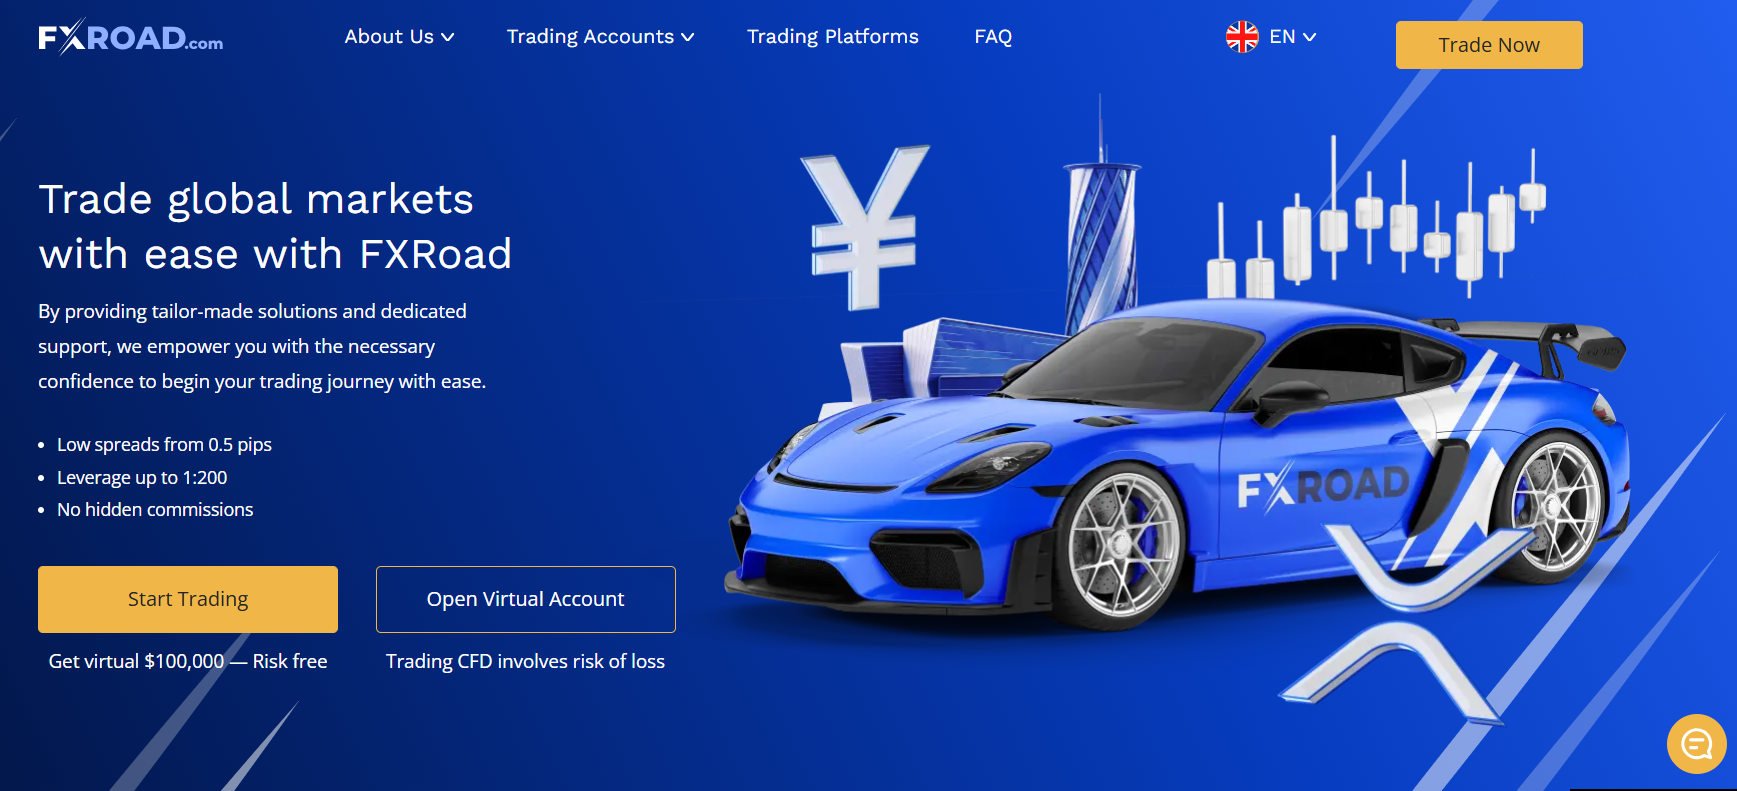 FXROAD.com
About Us
Trading Accounts
Trading Platforms
FAQ
EN
Trade Now
Trade global markets
with ease with FXRoad
By providing tailor-made solutions and dedicated
support, we empower you with the necessary
confidence to begin your trading journey with ease.
• Low spreads from 0.5 pips
• Leverage up to 1:200
• No hidden commissions
FXROAD
Start Trading
Open Virtual Account
Get virtual $100,000 — Risk free
Trading CFD involves risk of loss